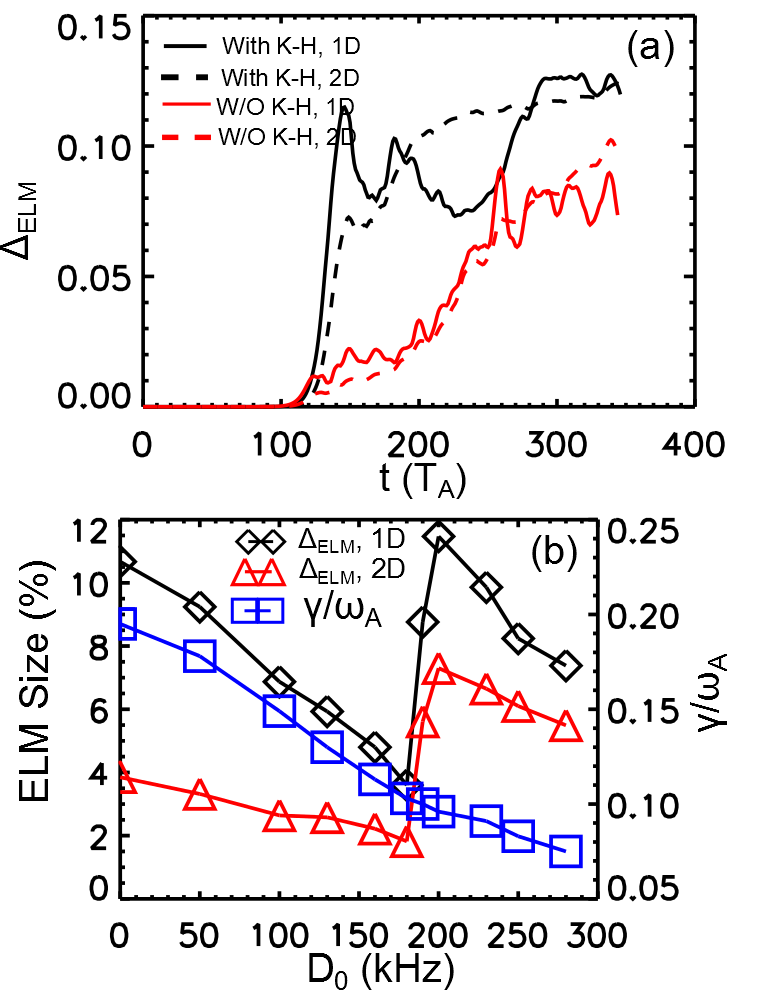 0.15
(a)
With K-H, 1D
With K-H, 2D
W/O K-H, 1D
W/O K-H, 2D
0.10
Δ_ELM
0.05
0.00
0 100 200 300 400
t (T_A)
12 0.25
(b)
Δ_ELM, 1D
Δ_ELM, 2D
γ/ω_A
10
0.20
8
ELM Size (%)
6 0.15
γ/ω_A
4 0.10
2
0 0.05
0 50 100 150 200 250 300
D_0 (kHz)